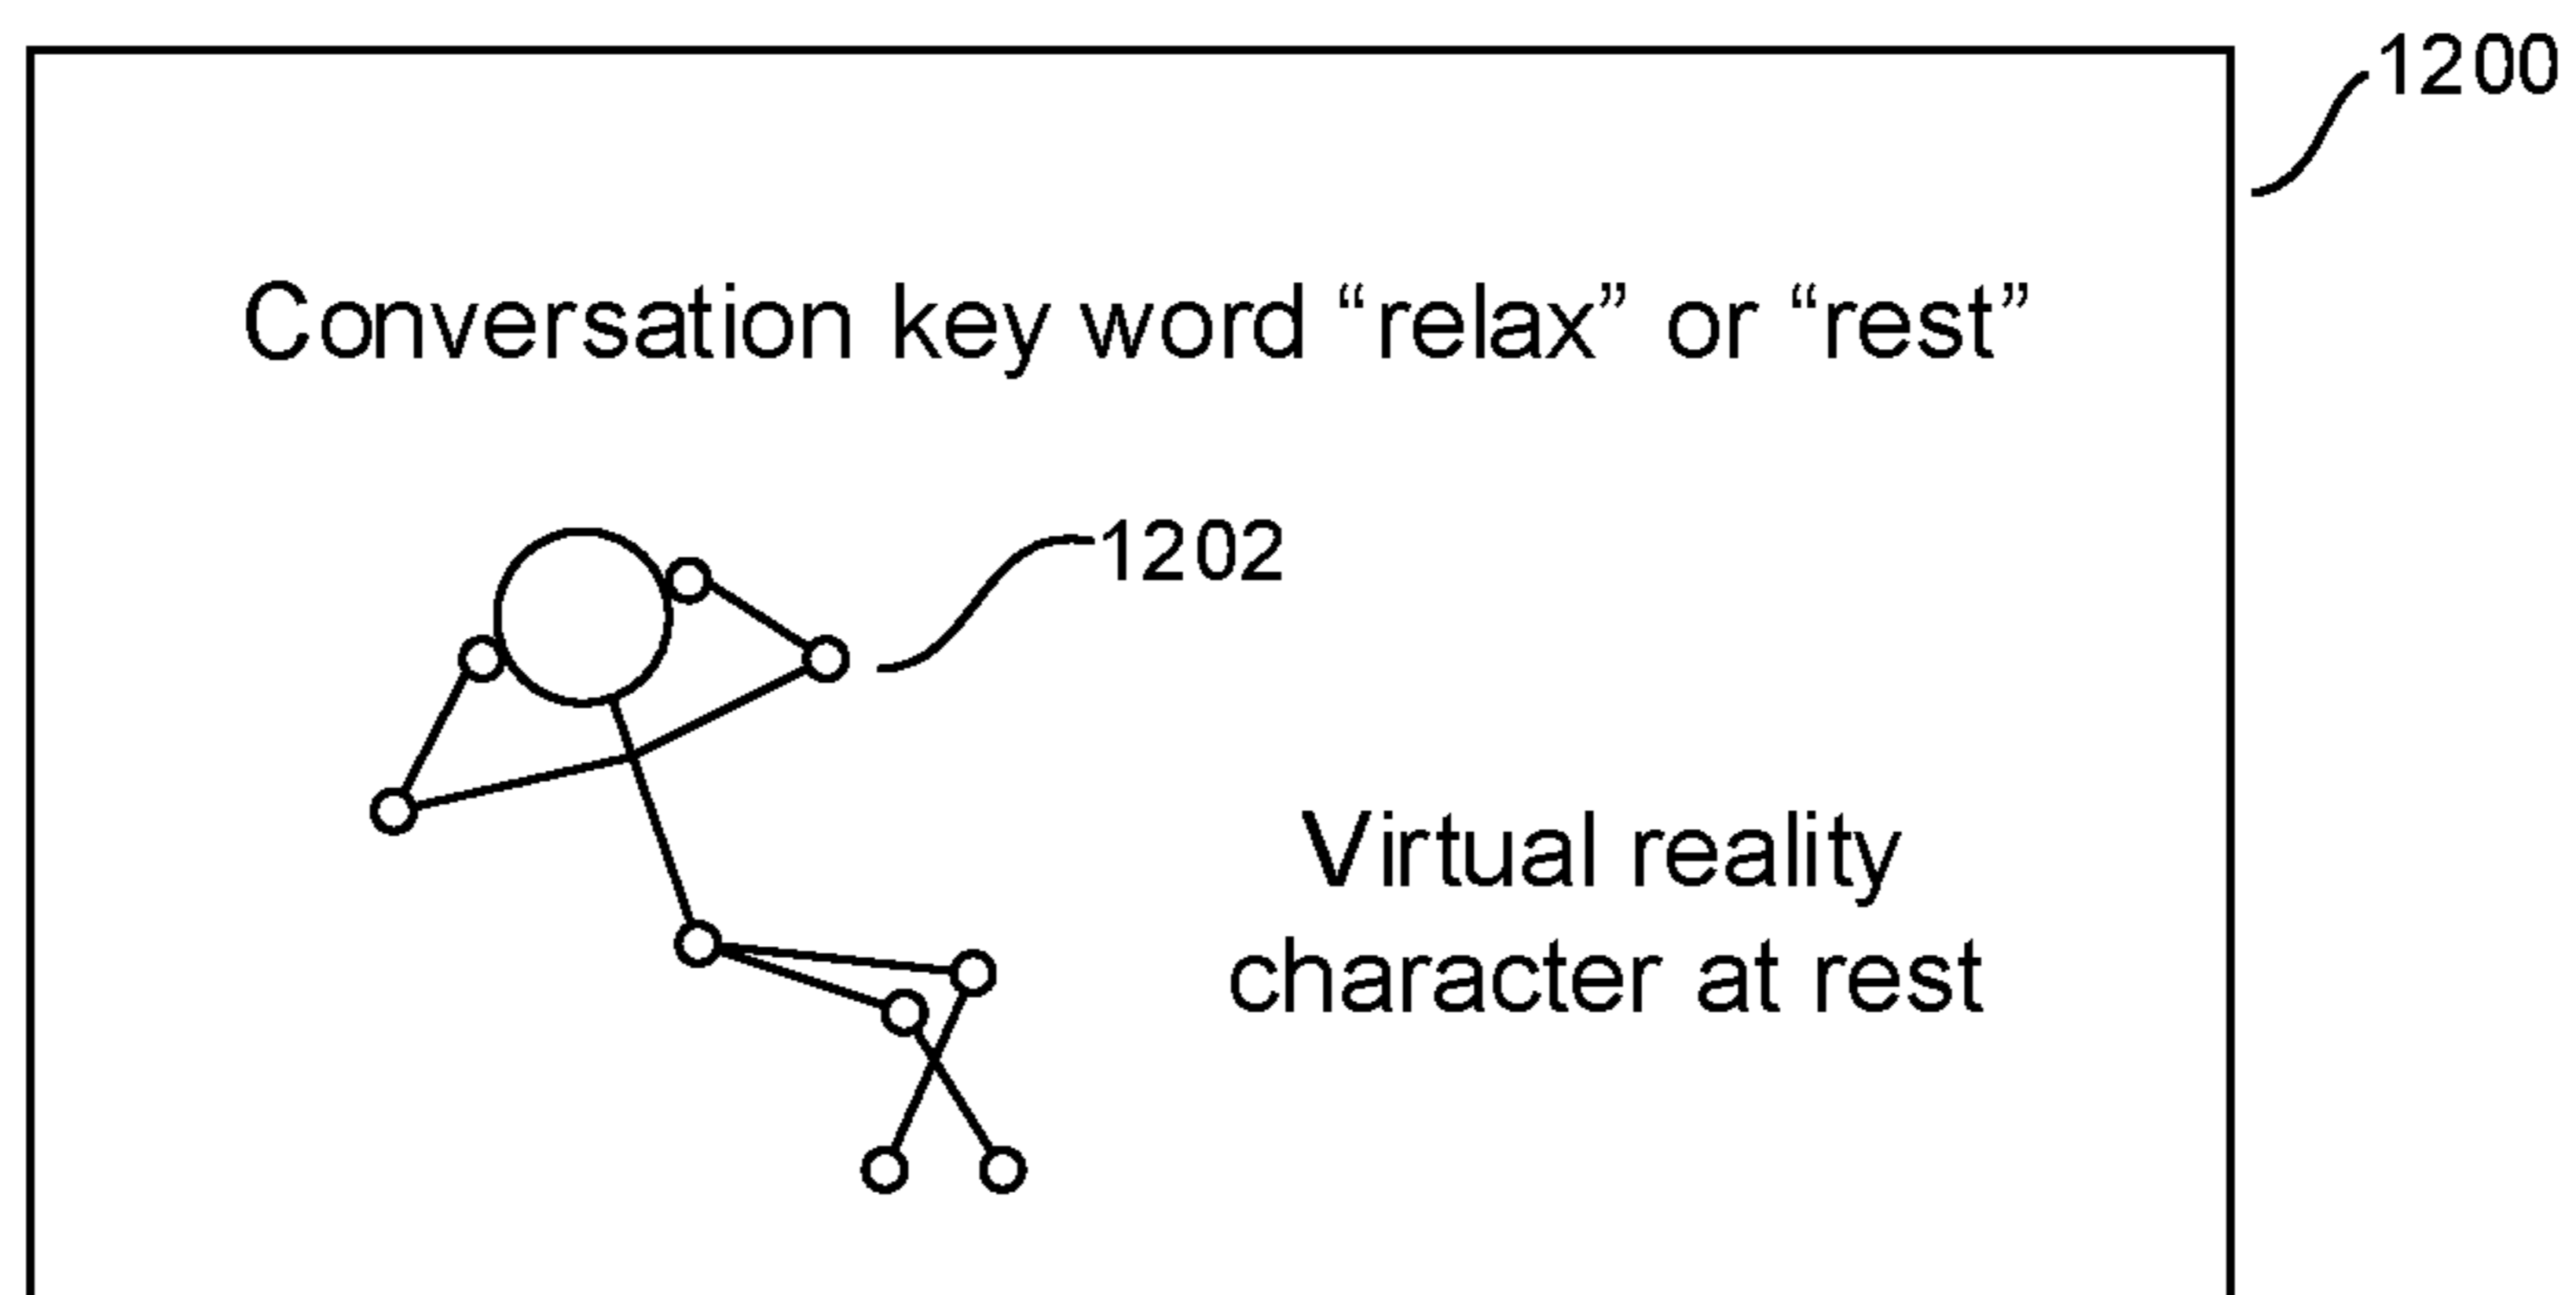 1200
Conversation key word “relax” or “rest”
1202
Virtual reality
character at rest